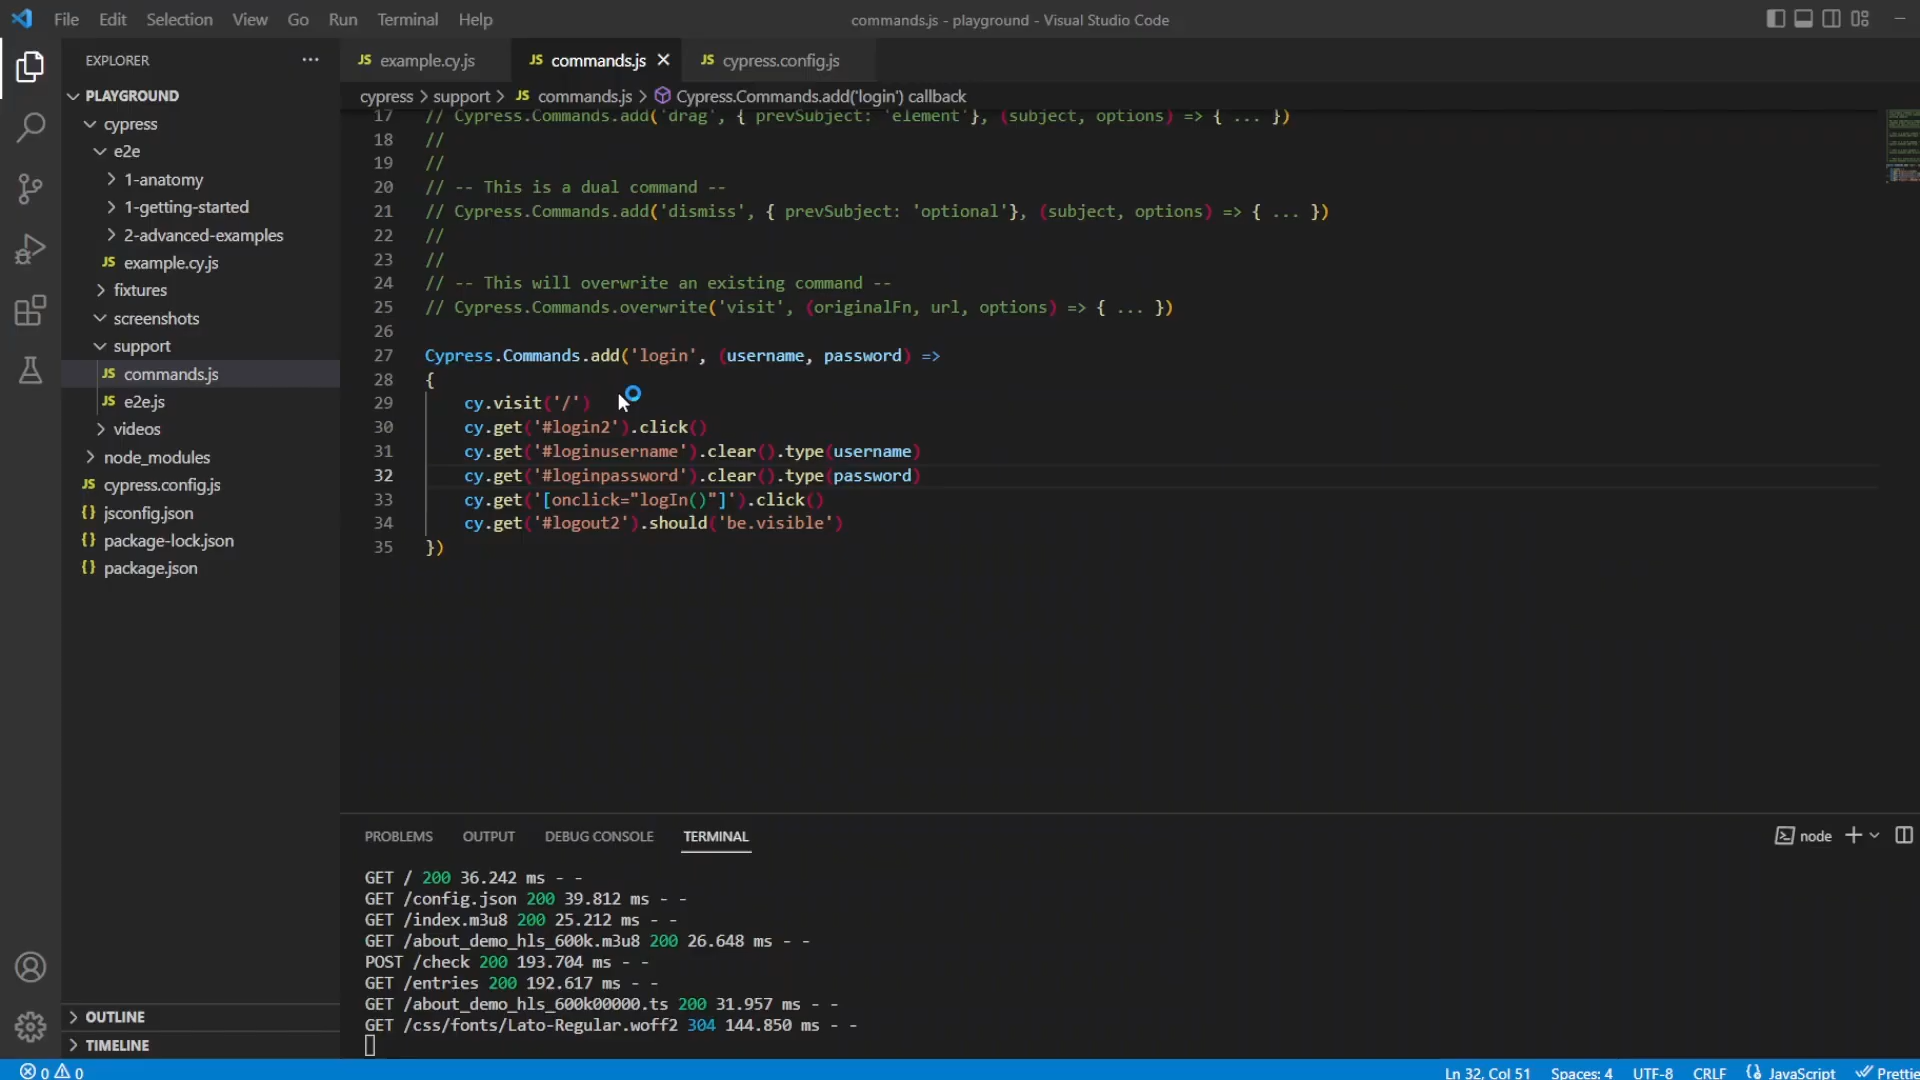 File Edit Selection View Go Run Terminal Help
commands.js - playground - Visual Studio Code
EXPLORER
JS example.cy.js
JS commands.js
JS cypress.config.js
cypress > support > JS commands.js > Cypress.Commands.add('login') callback
PLAYGROUND
cypress
e2e
1-anatomy
1-getting-started
2-advanced-examples
JS example.cy.js
fixtures
screenshots
support
JS commands.js
JS e2e.js
videos
node_modules
JS cypress.config.js
{} jsconfig.json
{} package-lock.json
{} package.json
OUTLINE
TIMELINE
17 // Cypress.Commands.add('drag', { prevSubject: 'element'}, (subject, options) => { ... })
18 //
19 //
20 // -- This is a dual command --
21 // Cypress.Commands.add('dismiss', { prevSubject: 'optional'}, (subject, options) => { ... })
22 //
23 //
24 // -- This will overwrite an existing command --
25 // Cypress.Commands.overwrite('visit', (originalFn, url, options) => { ... })
26
27 Cypress.Commands.add('login', (username, password) =>
28 {
29 cy.visit('/')
30 cy.get('#login2').click()
31 cy.get('#loginusername').clear().type(username)
32 cy.get('#loginpassword').clear().type(password)
33 cy.get('[onclick="logIn()"]').click()
34 cy.get('#logout2').should('be.visible')
35 })
PROBLEMS OUTPUT DEBUG CONSOLE TERMINAL
node
GET / 200 36.242 ms - -
GET /config.json 200 39.812 ms - -
GET /index.m3u8 200 25.212 ms - -
GET /about_demo_hls_600k.m3u8 200 26.648 ms - -
POST /check 200 193.704 ms - -
GET /entries 200 192.617 ms - -
GET /about_demo_hls_600k00000.ts 200 31.957 ms - -
GET /css/fonts/Lato-Regular.woff2 304 144.850 ms - -
0 0
Ln 32, Col 51 Spaces: 4 UTF-8 CRLF {} JavaScript Prettie